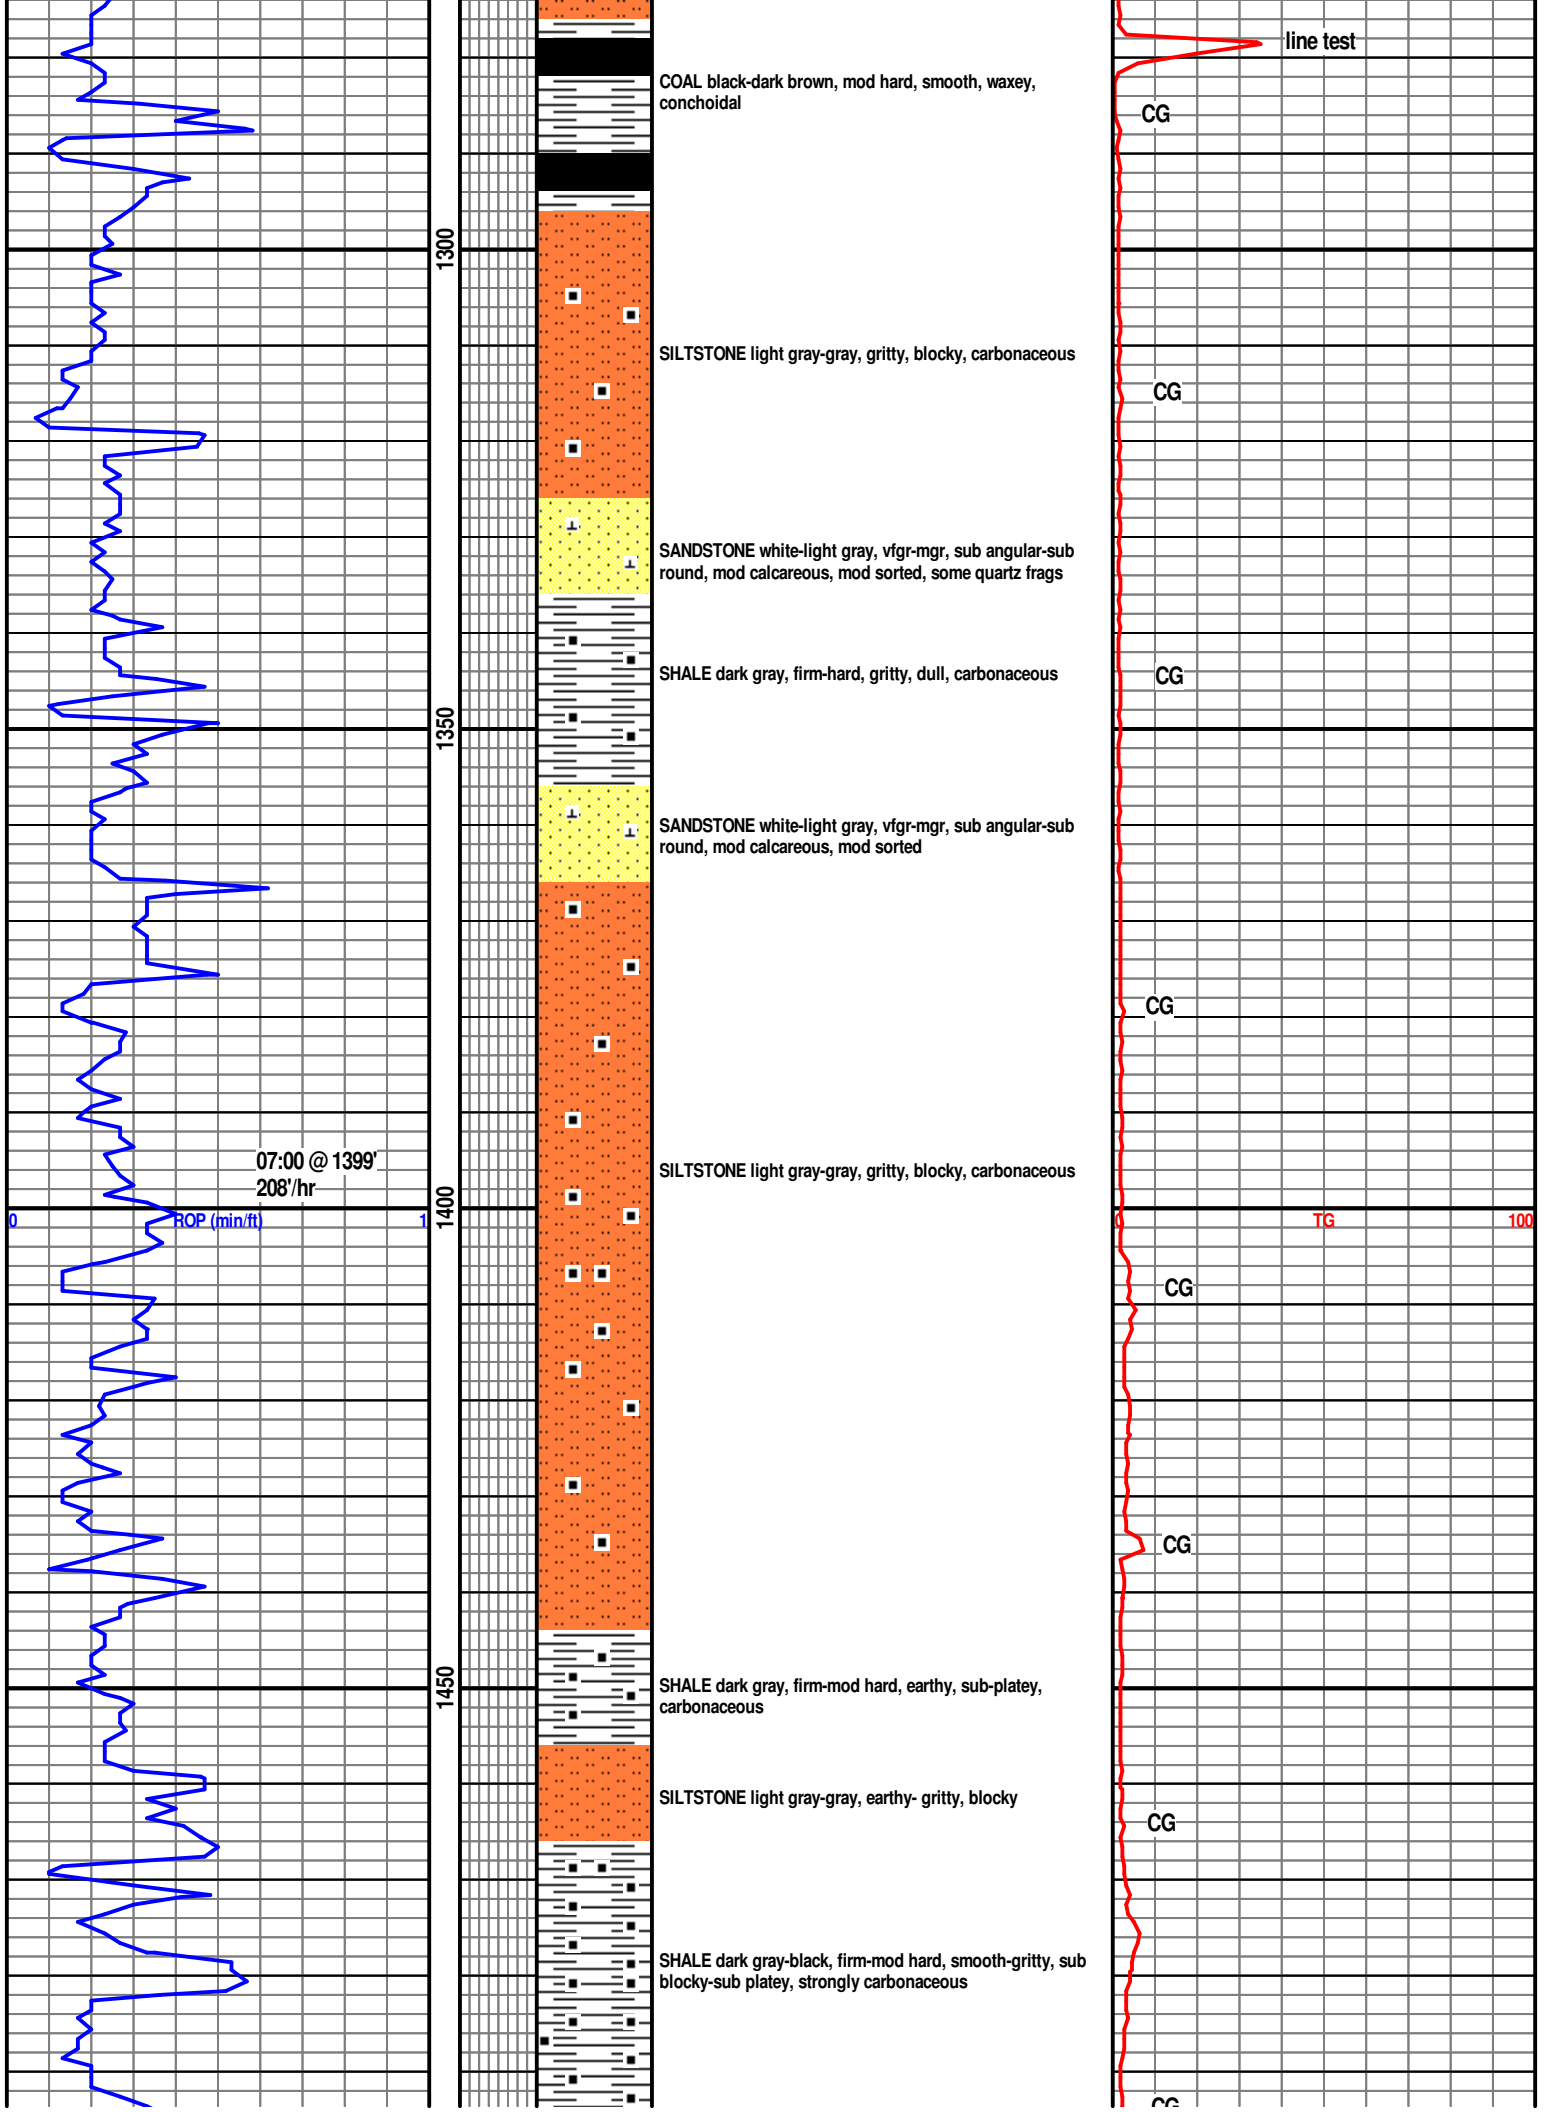 line test
COAL black-dark brown, mod hard, smooth, waxey,
conchoidal
CG
1300
SILTSTONE light gray-gray, gritty, blocky, carbonaceous
CG
SANDSTONE white-light gray, vfgr-mgr, sub angular-sub
round, mod calcareous, mod sorted, some quartz frags
SHALE dark gray, firm-hard, gritty, dull, carbonaceous
CG
1350
SANDSTONE white-light gray, vfgr-mgr, sub angular-sub
round, mod calcareous, mod sorted
CG
07:00 @ 1399'
208'/hr
SILTSTONE light gray-gray, gritty, blocky, carbonaceous
1400
0 ROP (min/ft) 1
0 TG 100
CG
CG
1450
SHALE dark gray, firm-mod hard, earthy, sub-platey,
carbonaceous
SILTSTONE light gray-gray, earthy- gritty, blocky
CG
SHALE dark gray-black, firm-mod hard, smooth-gritty, sub
blocky-sub platey, strongly carbonaceous
CG